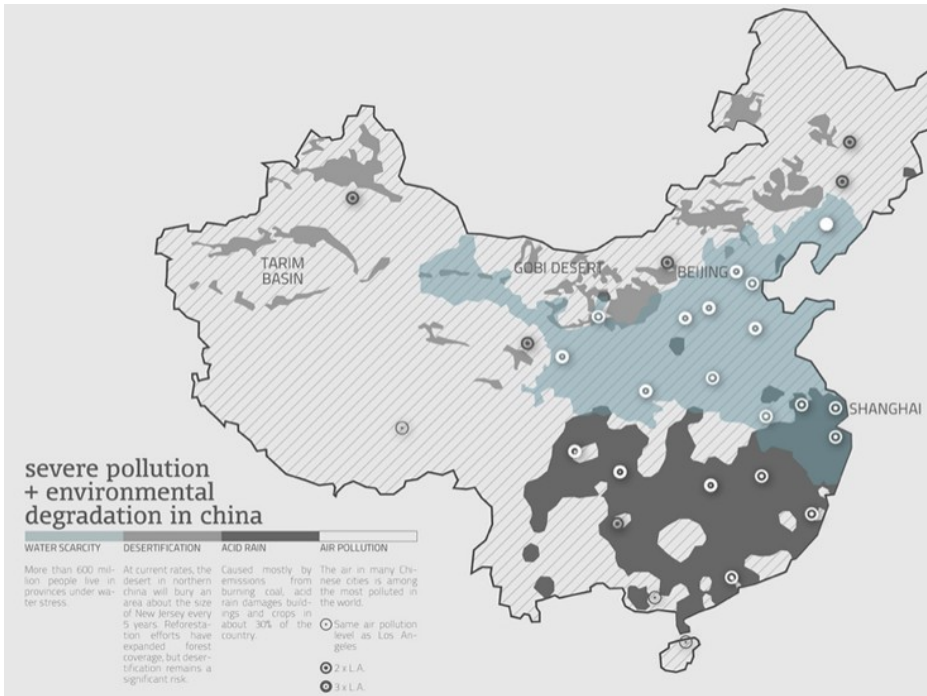 TARIM
BASIN
GOBI DESERT
BEIJING
SHANGHAI
severe pollution
+ environmental
degradation in china
WATER SCARCITY
More than 600 mil-
lion people live in
provinces under wa-
ter stress.
DESERTIFICATION
At current rates, the
desert in northern
china will bury an
area about the size
of New Jersey every
5 years. Reforesta-
tion efforts have
expanded forest
coverage, but deser-
tification remains a
significant risk.
ACID RAIN
Caused mostly by
emissions from
burning coal, acid
rain damages build-
ings and crops in
about 30% of the
country.
AIR POLLUTION
The air in many Chi-
nese cities is among
the most polluted in
the world.
Same air pollution
level as Los An-
geles
2 x L.A.
3 x L.A.